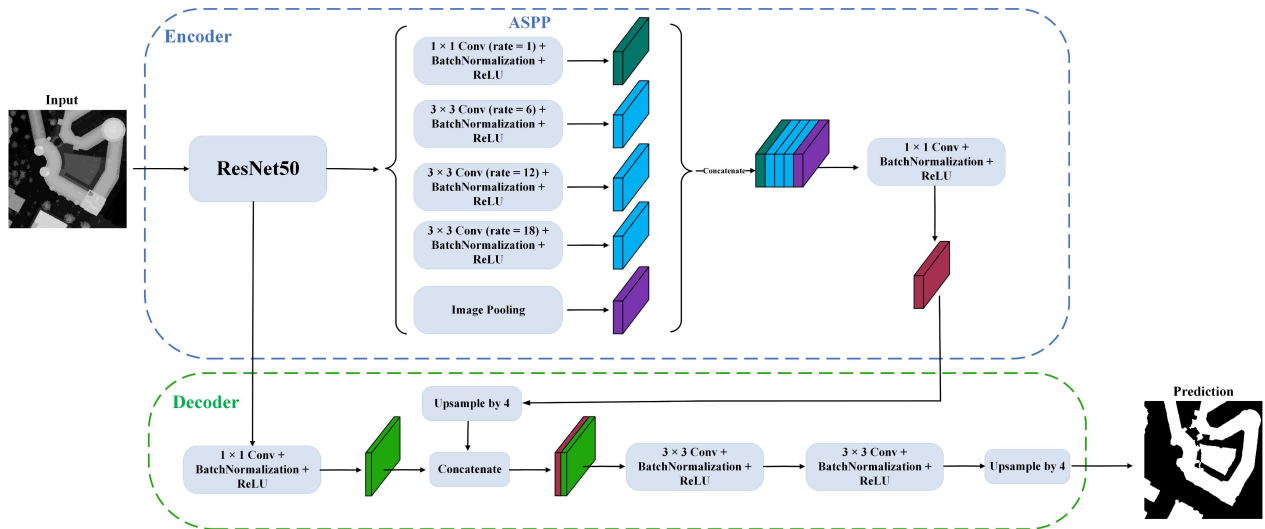 Encoder
ASPP
Input
ResNet50
1 × 1 Conv (rate = 1) +
BatchNormalization +
ReLU
3 × 3 Conv (rate = 6) +
BatchNormalization +
ReLU
3 × 3 Conv (rate = 12) +
BatchNormalization +
ReLU
3 × 3 Conv (rate = 18) +
BatchNormalization +
ReLU
Image Pooling
Concatenate
1 × 1 Conv +
BatchNormalization +
ReLU
Decoder
Upsample by 4
1 × 1 Conv +
BatchNormalization +
ReLU
Concatenate
3 × 3 Conv +
BatchNormalization +
ReLU
3 × 3 Conv +
BatchNormalization +
ReLU
Upsample by 4
Prediction